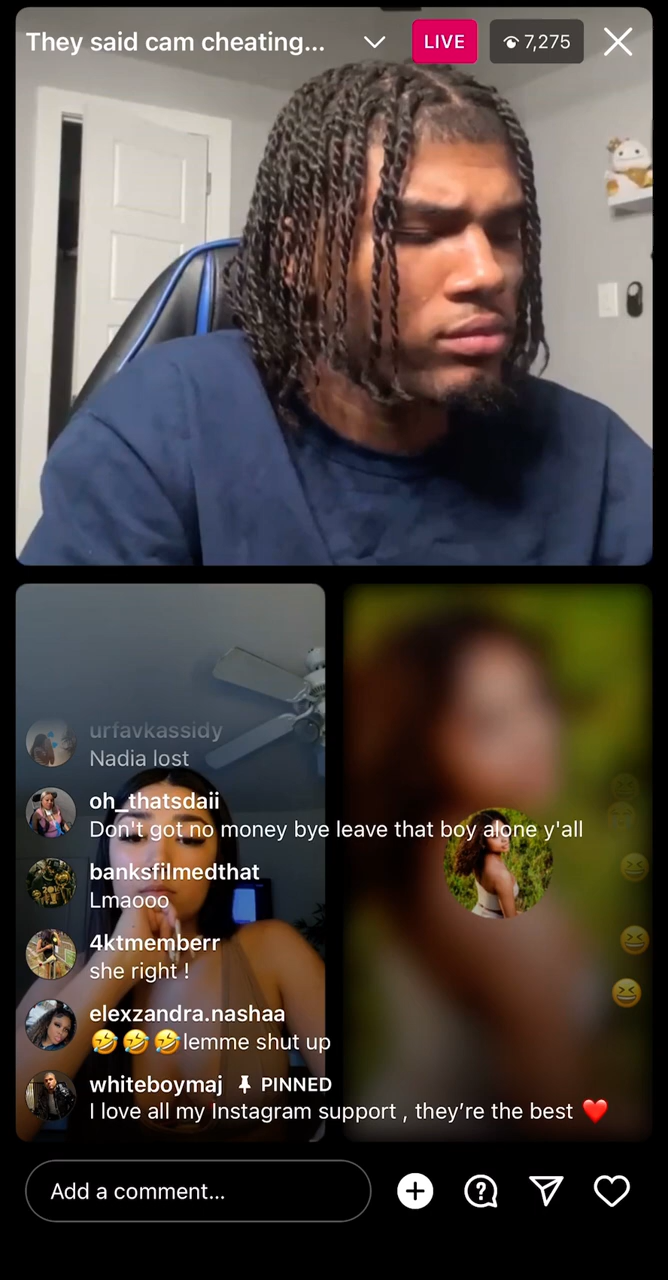 They said cam cheating...
LIVE
7,275
urfavkassidy
Nadia lost
oh_thatsdaii
Don't got no money bye leave that boy alone y'all
banksfilmedthat
Lmaooo
4ktmemberr
she right !
elexzandra.nashaa
🤣🤣🤣lemme shut up
whiteboymaj PINNED
I love all my Instagram support , they’re the best ❤️
Add a comment...